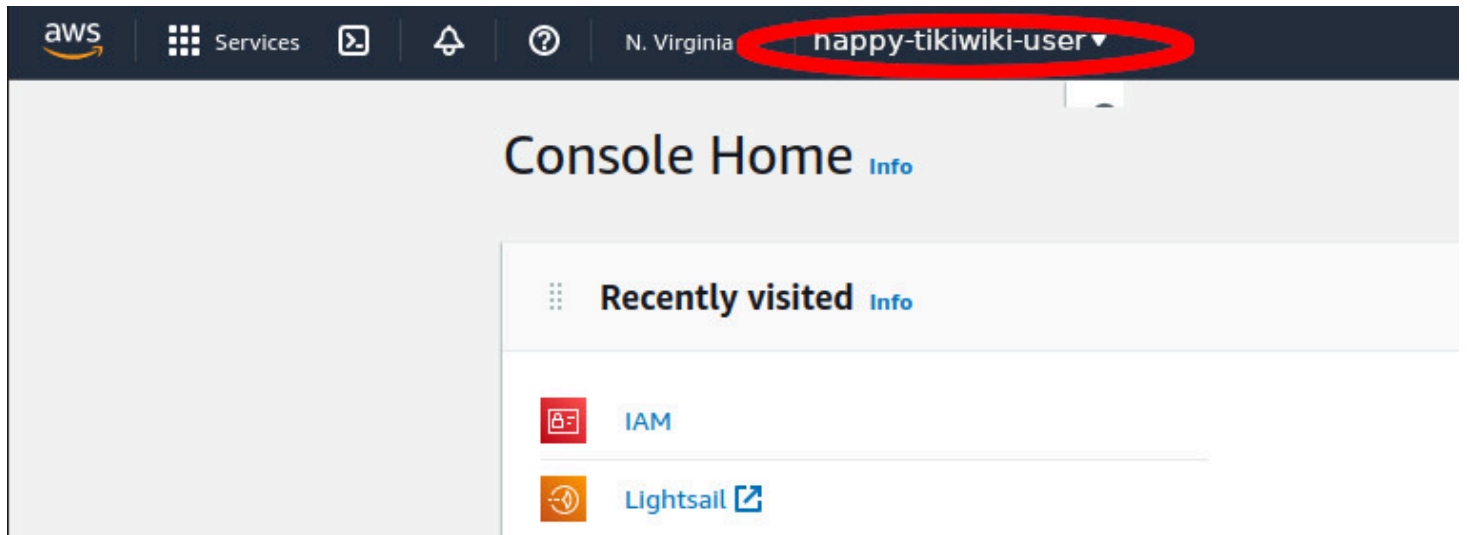 aws Services N. Virginia happy-tikiwiki-user
Console Home Info
Recently visited Info
IAM
Lightsail